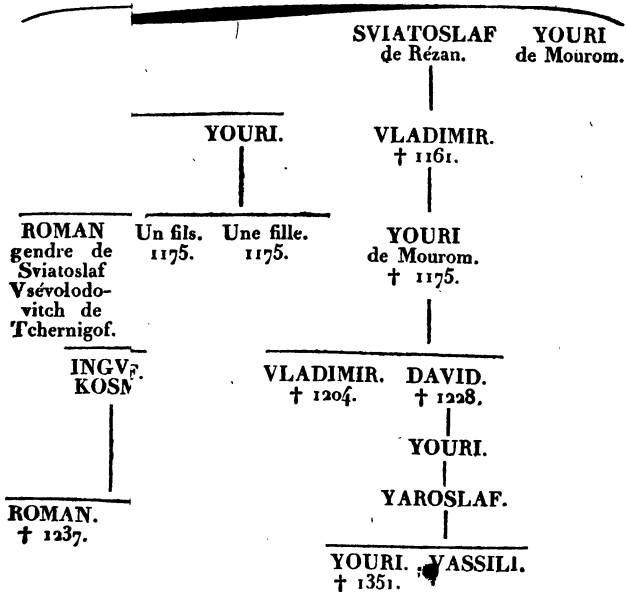 SVIATOSLAF
de Rézan.
YOURI
de Mourom.
YOURI.
VLADIMIR.
† 1161.
ROMAN
gendre de
Sviatoslaf
Vsévolodo-
vitch de
Tchernigof.
Un fils.
1175.
Une fille.
1175.
YOURI
de Mourom.
† 1175.
INGV
KOSM
VLADIMIR.
† 1204.
DAVID.
† 1228.
YOURI.
YAROSLAF.
ROMAN.
† 1237.
YOURI.
† 1351.
VASSILI.